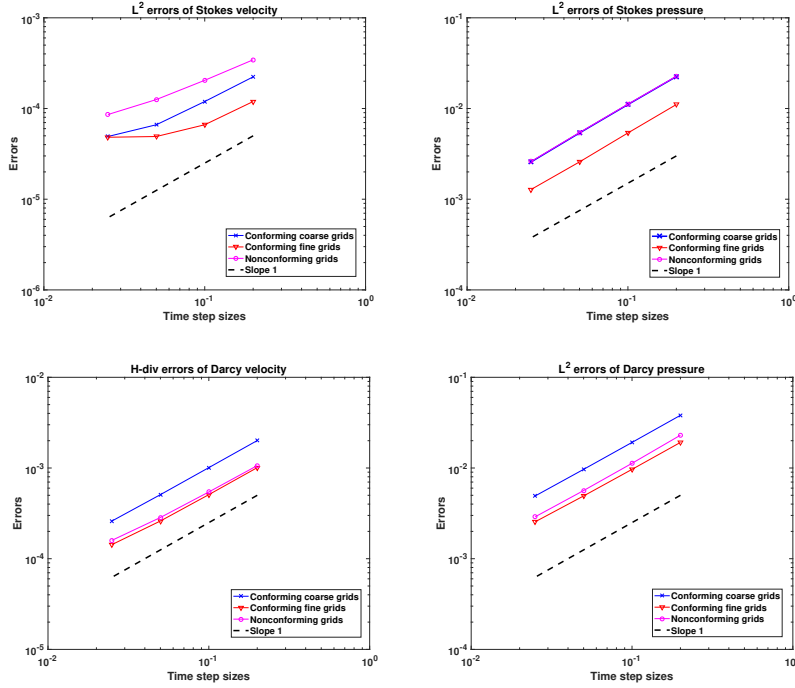 L² errors of Stokes velocity
10⁻³
10⁻⁴
10⁻⁵
10⁻⁶
Errors
10⁻²
10⁻¹
10⁰
Time step sizes
Conforming coarse grids
Conforming fine grids
Nonconforming grids
Slope 1
L² errors of Stokes pressure
10⁻¹
10⁻²
10⁻³
10⁻⁴
Errors
10⁻²
10⁻¹
10⁰
Time step sizes
Conforming coarse grids
Conforming fine grids
Nonconforming grids
Slope 1
H-div errors of Darcy velocity
10⁻²
10⁻³
10⁻⁴
10⁻⁵
Errors
10⁻²
10⁻¹
10⁰
Time step sizes
Conforming coarse grids
Conforming fine grids
Nonconforming grids
Slope 1
L² errors of Darcy pressure
10⁻¹
10⁻²
10⁻³
10⁻⁴
Errors
10⁻²
10⁻¹
10⁰
Time step sizes
Conforming coarse grids
Conforming fine grids
Nonconforming grids
Slope 1